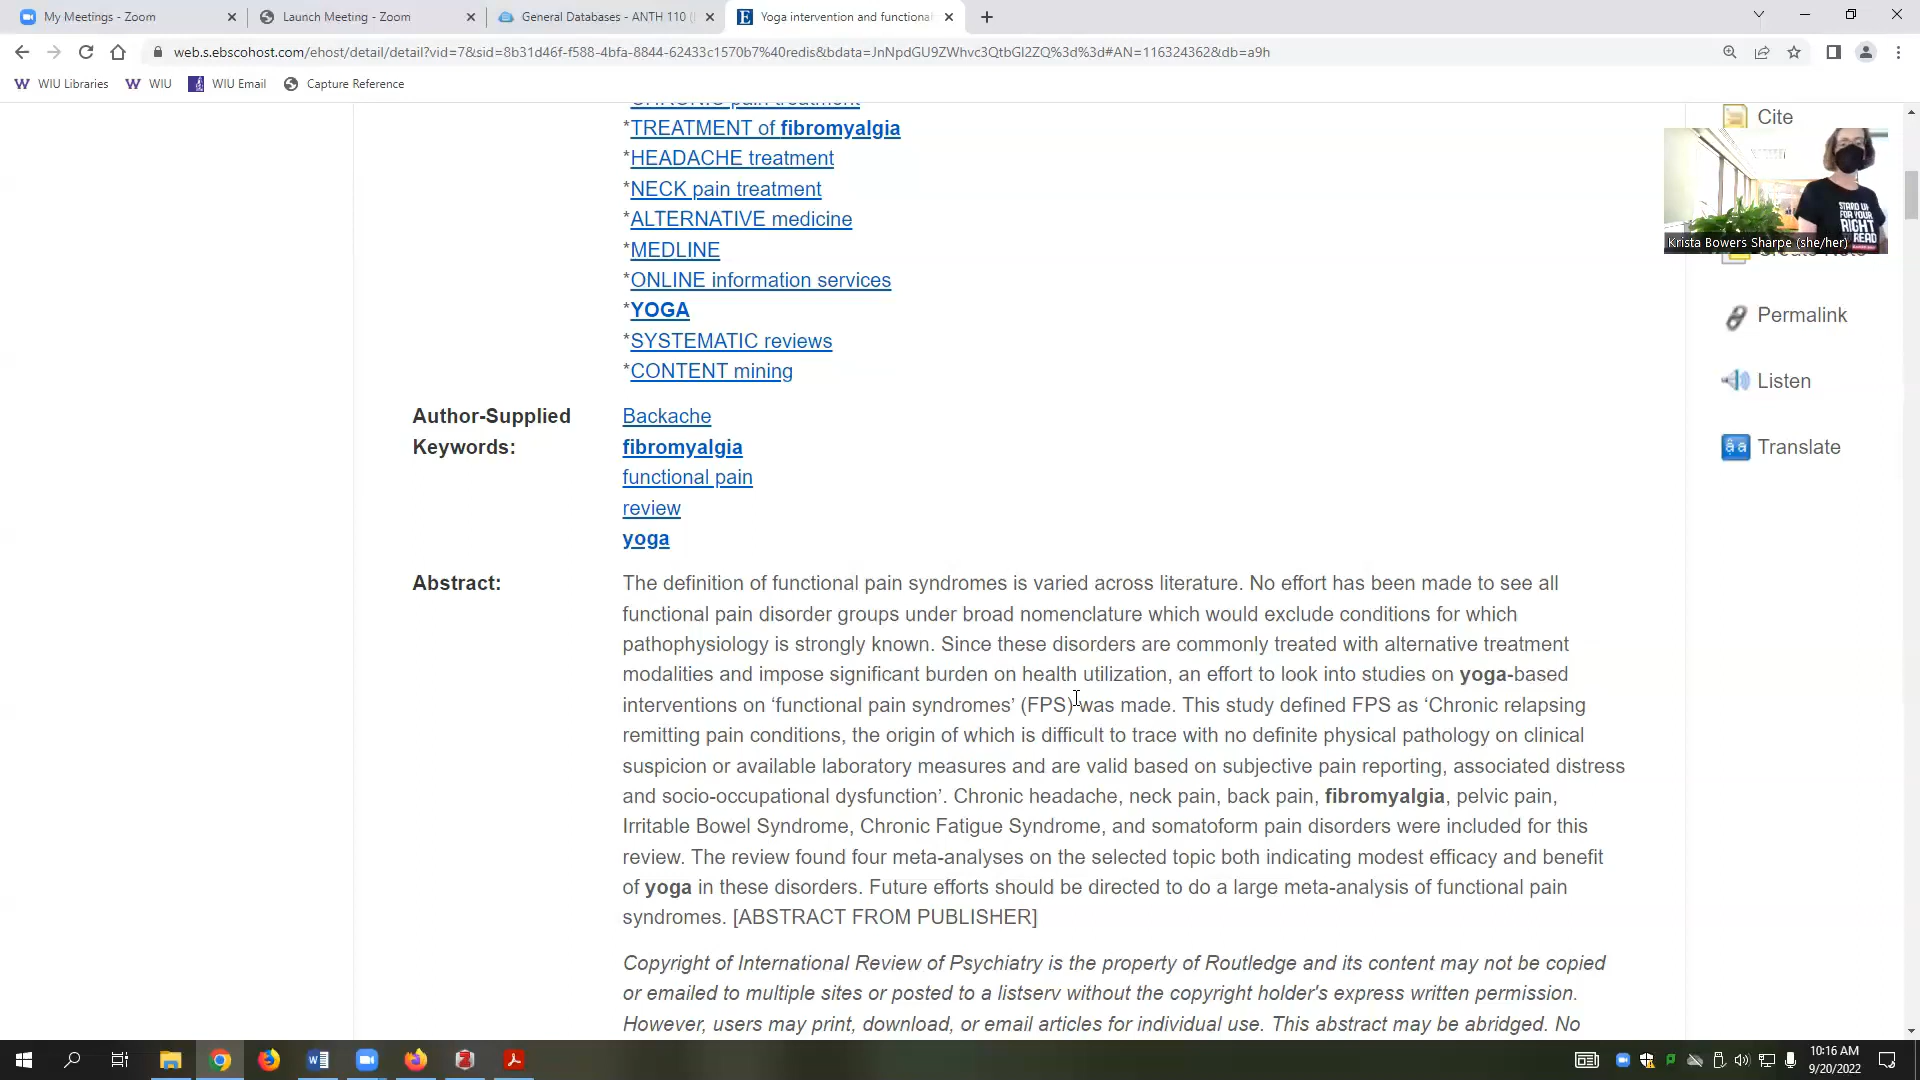 My Meetings - Zoom
Launch Meeting - Zoom
General Databases - ANTH 110
Yoga intervention and functional
web.s.ebscohost.com/ehost/detail/detail?vid=7&sid=8b31d46f-f588-4bfa-8844-62433c1570b7%40redis&bdata=JnNpdGU9ZWhvc3QtbGl2ZQ%3d%3d#AN=116324362&db=a9h
WIU Libraries
WIU
WIU Email
Capture Reference
CHRONIC pain treatment
*TREATMENT of fibromyalgia
*HEADACHE treatment
*NECK pain treatment
*ALTERNATIVE medicine
*MEDLINE
*ONLINE information services
*YOGA
*SYSTEMATIC reviews
*CONTENT mining
Author-Supplied
Keywords:
Backache
fibromyalgia
functional pain
review
yoga
Abstract:
The definition of functional pain syndromes is varied across literature. No effort has been made to see all
functional pain disorder groups under broad nomenclature which would exclude conditions for which
pathophysiology is strongly known. Since these disorders are commonly treated with alternative treatment
modalities and impose significant burden on health utilization, an effort to look into studies on yoga-based
interventions on ‘functional pain syndromes’ (FPS) was made. This study defined FPS as ‘Chronic relapsing
remitting pain conditions, the origin of which is difficult to trace with no definite physical pathology on clinical
suspicion or available laboratory measures and are valid based on subjective pain reporting, associated distress
and socio-occupational dysfunction’. Chronic headache, neck pain, back pain, fibromyalgia, pelvic pain,
Irritable Bowel Syndrome, Chronic Fatigue Syndrome, and somatoform pain disorders were included for this
review. The review found four meta-analyses on the selected topic both indicating modest efficacy and benefit
of yoga in these disorders. Future efforts should be directed to do a large meta-analysis of functional pain
syndromes. [ABSTRACT FROM PUBLISHER]
Copyright of International Review of Psychiatry is the property of Routledge and its content may not be copied
or emailed to multiple sites or posted to a listserv without the copyright holder's express written permission.
However, users may print, download, or email articles for individual use. This abstract may be abridged. No
Cite
STAND UP
FOR YOUR
RIGHT
READ
Krista Bowers Sharpe (she/her)
Create Note
Permalink
Listen
Translate
10:16 AM
9/20/2022